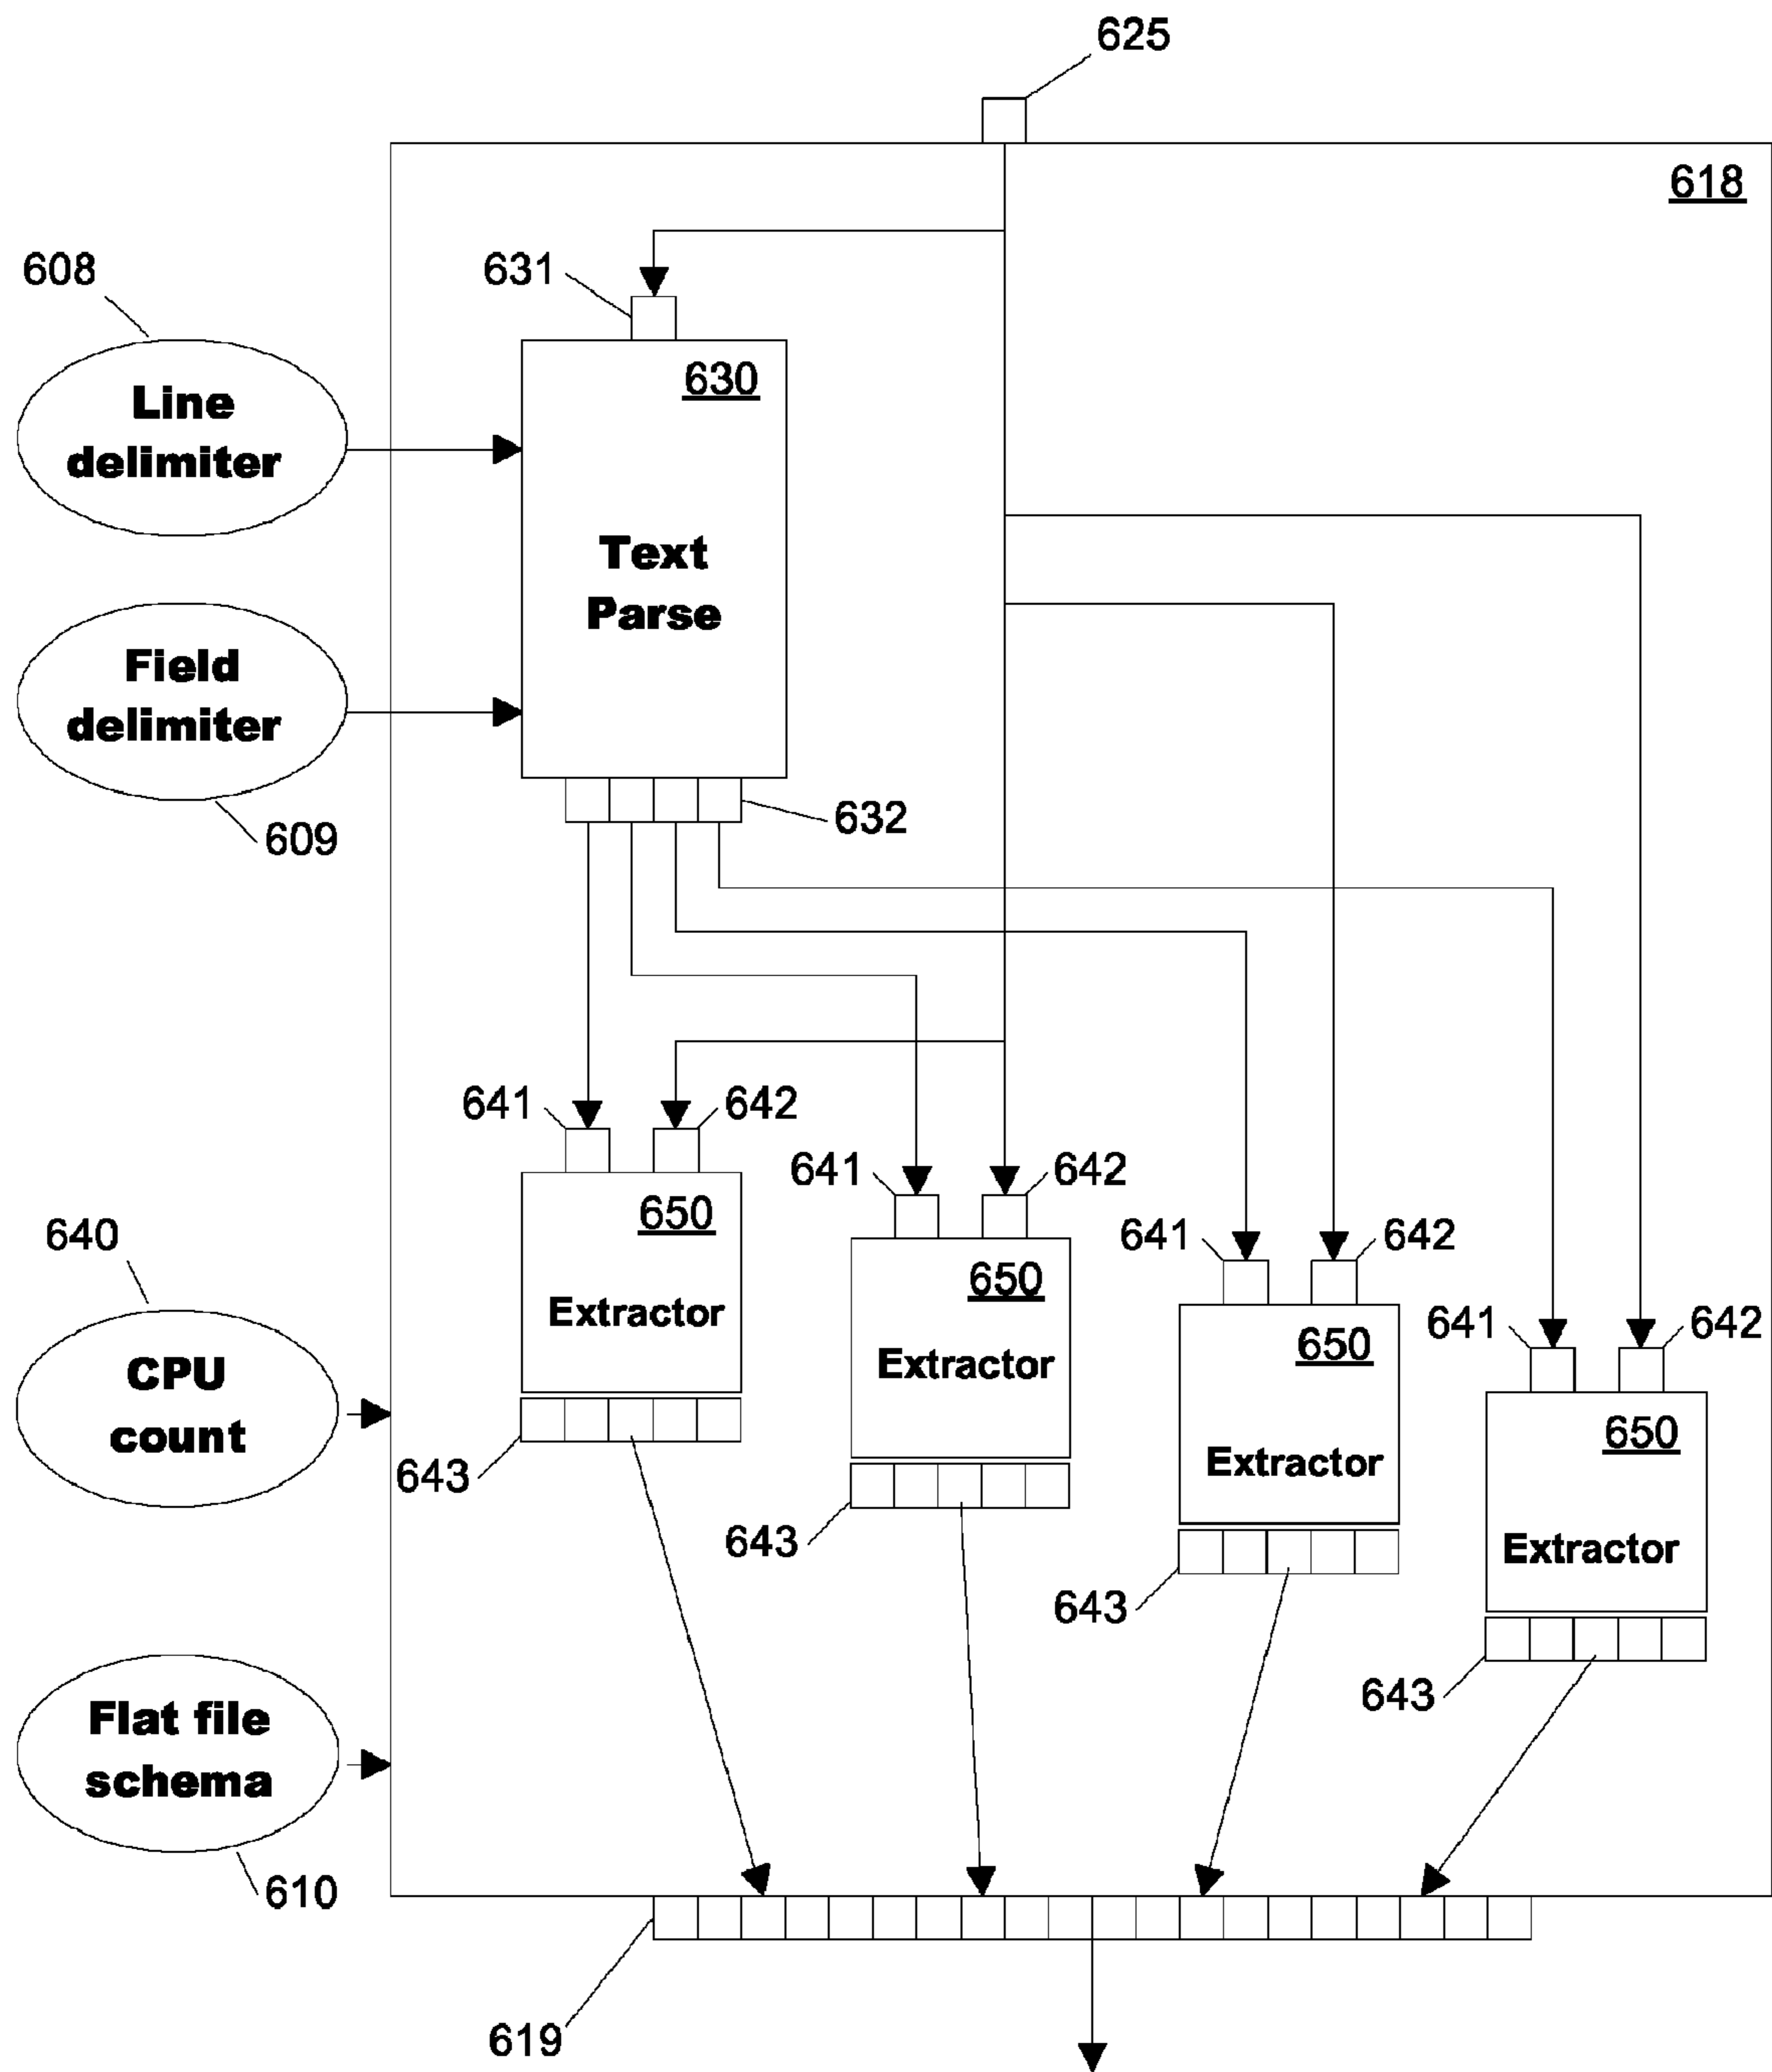 625
618
608
631
630
Line
delimiter
Text
Parse
Field
delimiter
632
609
641
642
641
642
650
640
641
642
650
Extractor
641
642
650
Extractor
CPU
count
650
Extractor
643
643
Extractor
643
643
Flat file
schema
610
619